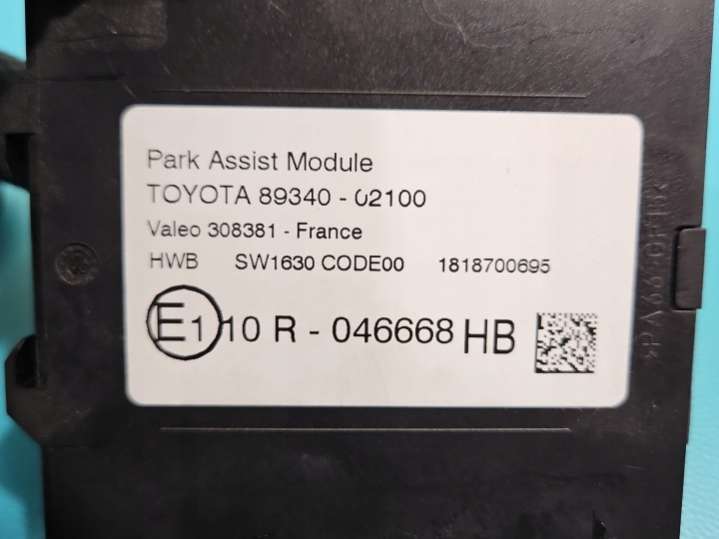 Park Assist Module
TOYOTA 89340 - 02100
Valeo 308381 - France
HWB SW1630 CODE00 1818700695
E1 10 R - 046668 HB